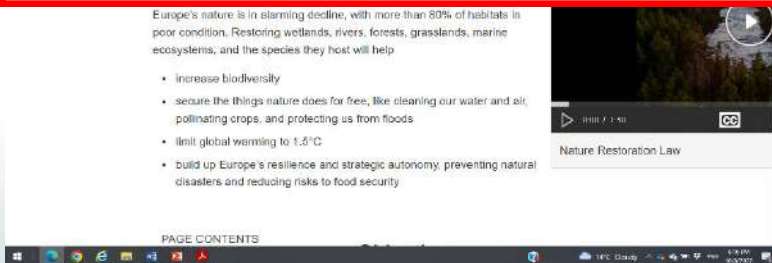 Europe's nature is in alarming decline, with more than 80% of habitats in
poor condition. Restoring wetlands, rivers, forests, grasslands, marine
ecosystems, and the species they host will help
• increase biodiversity
• secure the things nature does for free, like cleaning our water and air,
pollinating crops, and protecting us from floods
• limit global warming to 1.5°C
• build up Europe's resilience and strategic autonomy, preventing natural
disasters and reducing risks to food security
CC
Nature Restoration Law
PAGE CONTENTS
14°C Cloudy